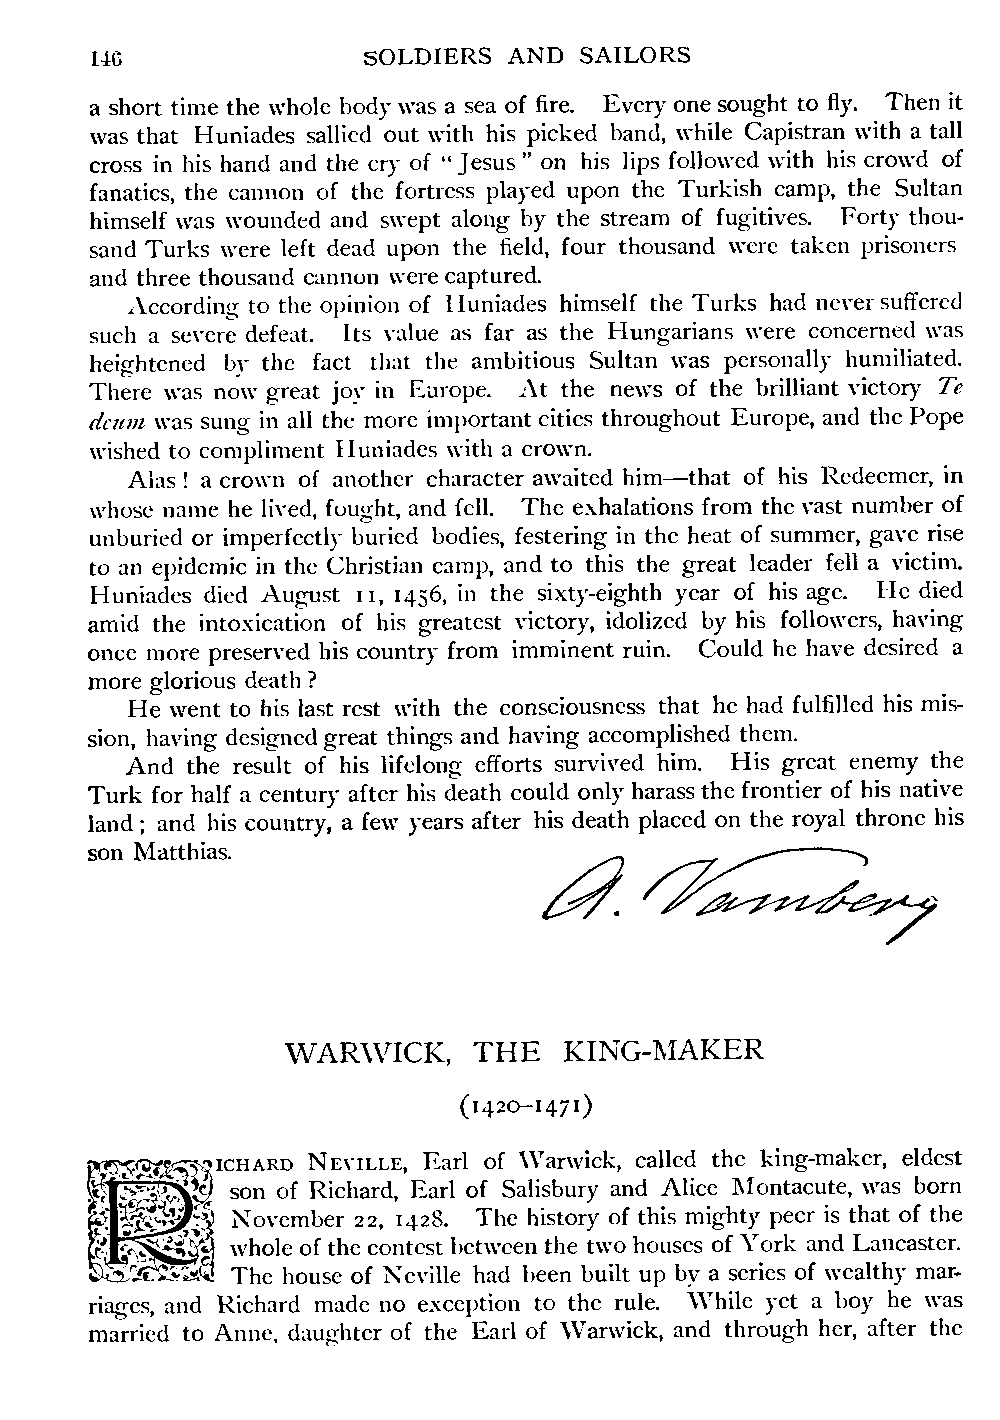 146 SOLDIERS AND SAILORS
a short time the whole body was a sea of fire. Every one sought to fly. Then it
was that Huniades sallied out with his picked band, while Capistran with a tall
cross in his hand and the cry of “Jesus” on his lips followed with his crowd of
fanatics, the cannon of the fortress played upon the Turkish camp, the Sultan
himself was wounded and swept along by the stream of fugitives. Forty thou-
sand Turks were left dead upon the field, four thousand were taken prisoners
and three thousand cannon were captured.
According to the opinion of Huniades himself the Turks had never suffered
such a severe defeat. Its value as far as the Hungarians were concerned was
heightened by the fact that the ambitious Sultan was personally humiliated.
There was now great joy in Europe. At the news of the brilliant victory Te
deum was sung in all the more important cities throughout Europe, and the Pope
wished to compliment Huniades with a crown.
Alas! a crown of another character awaited him—that of his Redeemer, in
whose name he lived, fought, and fell. The exhalations from the vast number of
unburied or imperfectly buried bodies, festering in the heat of summer, gave rise
to an epidemic in the Christian camp, and to this the great leader fell a victim.
Huniades died August 11, 1456, in the sixty-eighth year of his age. He died
amid the intoxication of his greatest victory, idolized by his followers, having
once more preserved his country from imminent ruin. Could he have desired a
more glorious death?
He went to his last rest with the consciousness that he had fulfilled his mis-
sion, having designed great things and having accomplished them.
And the result of his lifelong efforts survived him. His great enemy the
Turk for half a century after his death could only harass the frontier of his native
land; and his country, a few years after his death placed on the royal throne his
son Matthias.
A. Vambery
WARWICK, THE KING-MAKER
(1420–1471)
RICHARD NEVILLE, Earl of Warwick, called the king-maker, eldest
son of Richard, Earl of Salisbury and Alice Montacute, was born
November 22, 1428. The history of this mighty peer is that of the
whole of the contest between the two houses of York and Lancaster.
The house of Neville had been built up by a series of wealthy mar-
riages, and Richard made no exception to the rule. While yet a boy he was
married to Anne, daughter of the Earl of Warwick, and through her, after the